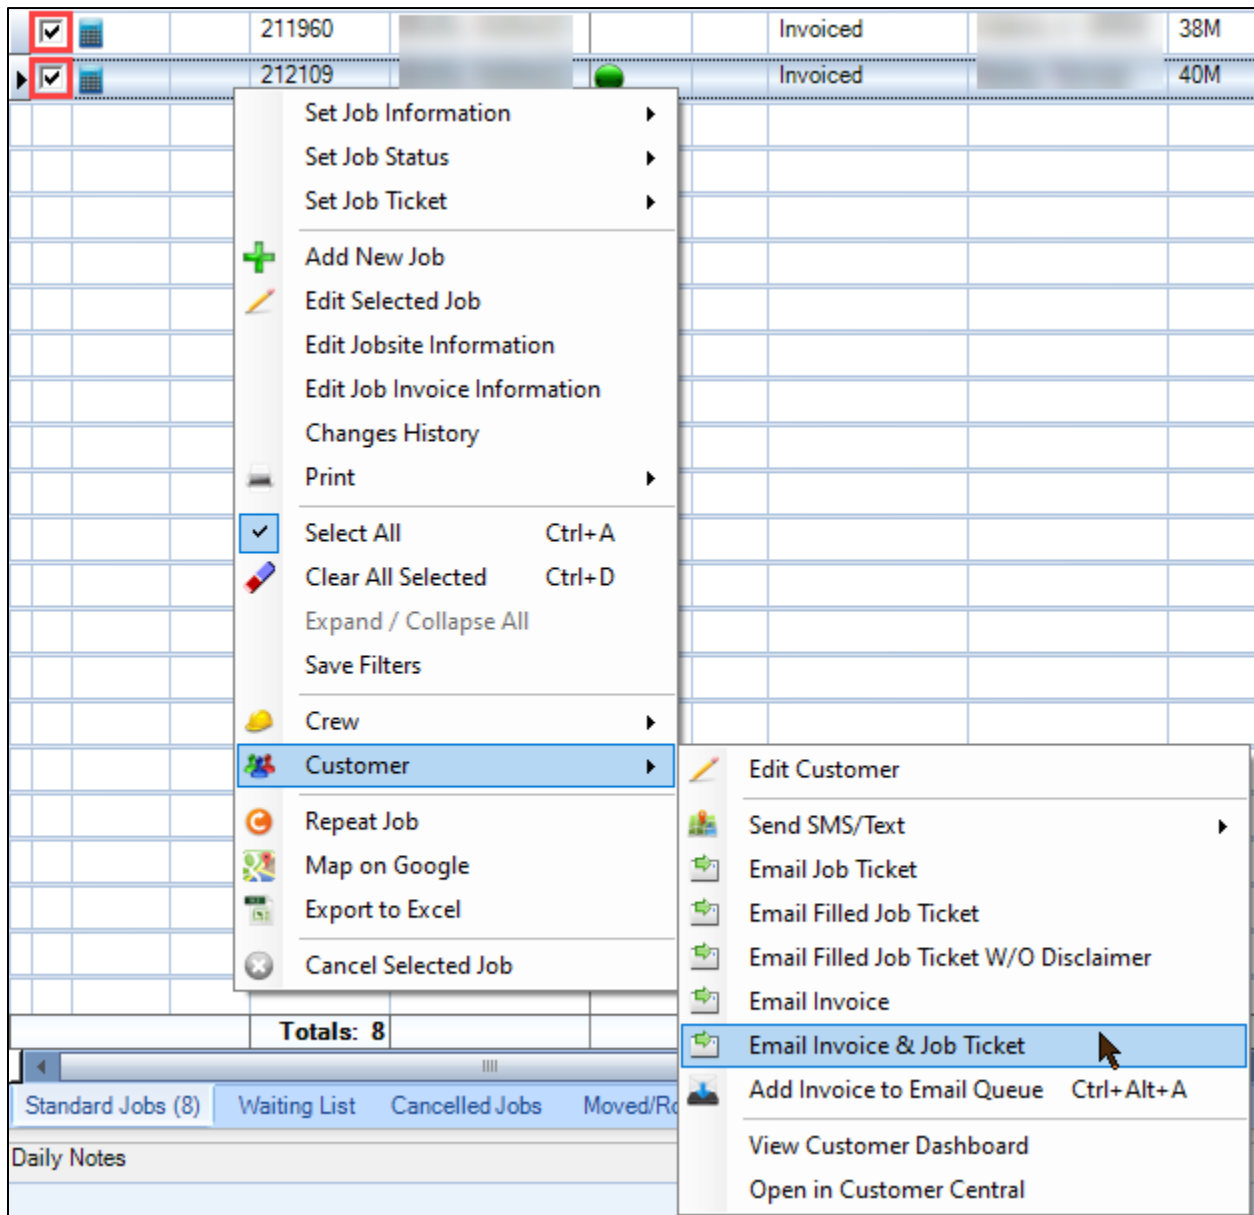 211960 Invoiced 38M
212109 Invoiced 40M
Set Job Information
Set Job Status
Set Job Ticket
Add New Job
Edit Selected Job
Edit Jobsite Information
Edit Job Invoice Information
Changes History
Print
Select All Ctrl+A
Clear All Selected Ctrl+D
Expand / Collapse All
Save Filters
Crew
Customer
Repeat Job
Map on Google
Export to Excel
Cancel Selected Job
Edit Customer
Send SMS/Text
Email Job Ticket
Email Filled Job Ticket
Email Filled Job Ticket W/O Disclaimer
Email Invoice
Email Invoice & Job Ticket
Add Invoice to Email Queue Ctrl+Alt+A
View Customer Dashboard
Open in Customer Central
Totals: 8
Standard Jobs (8) Waiting List Cancelled Jobs
Daily Notes